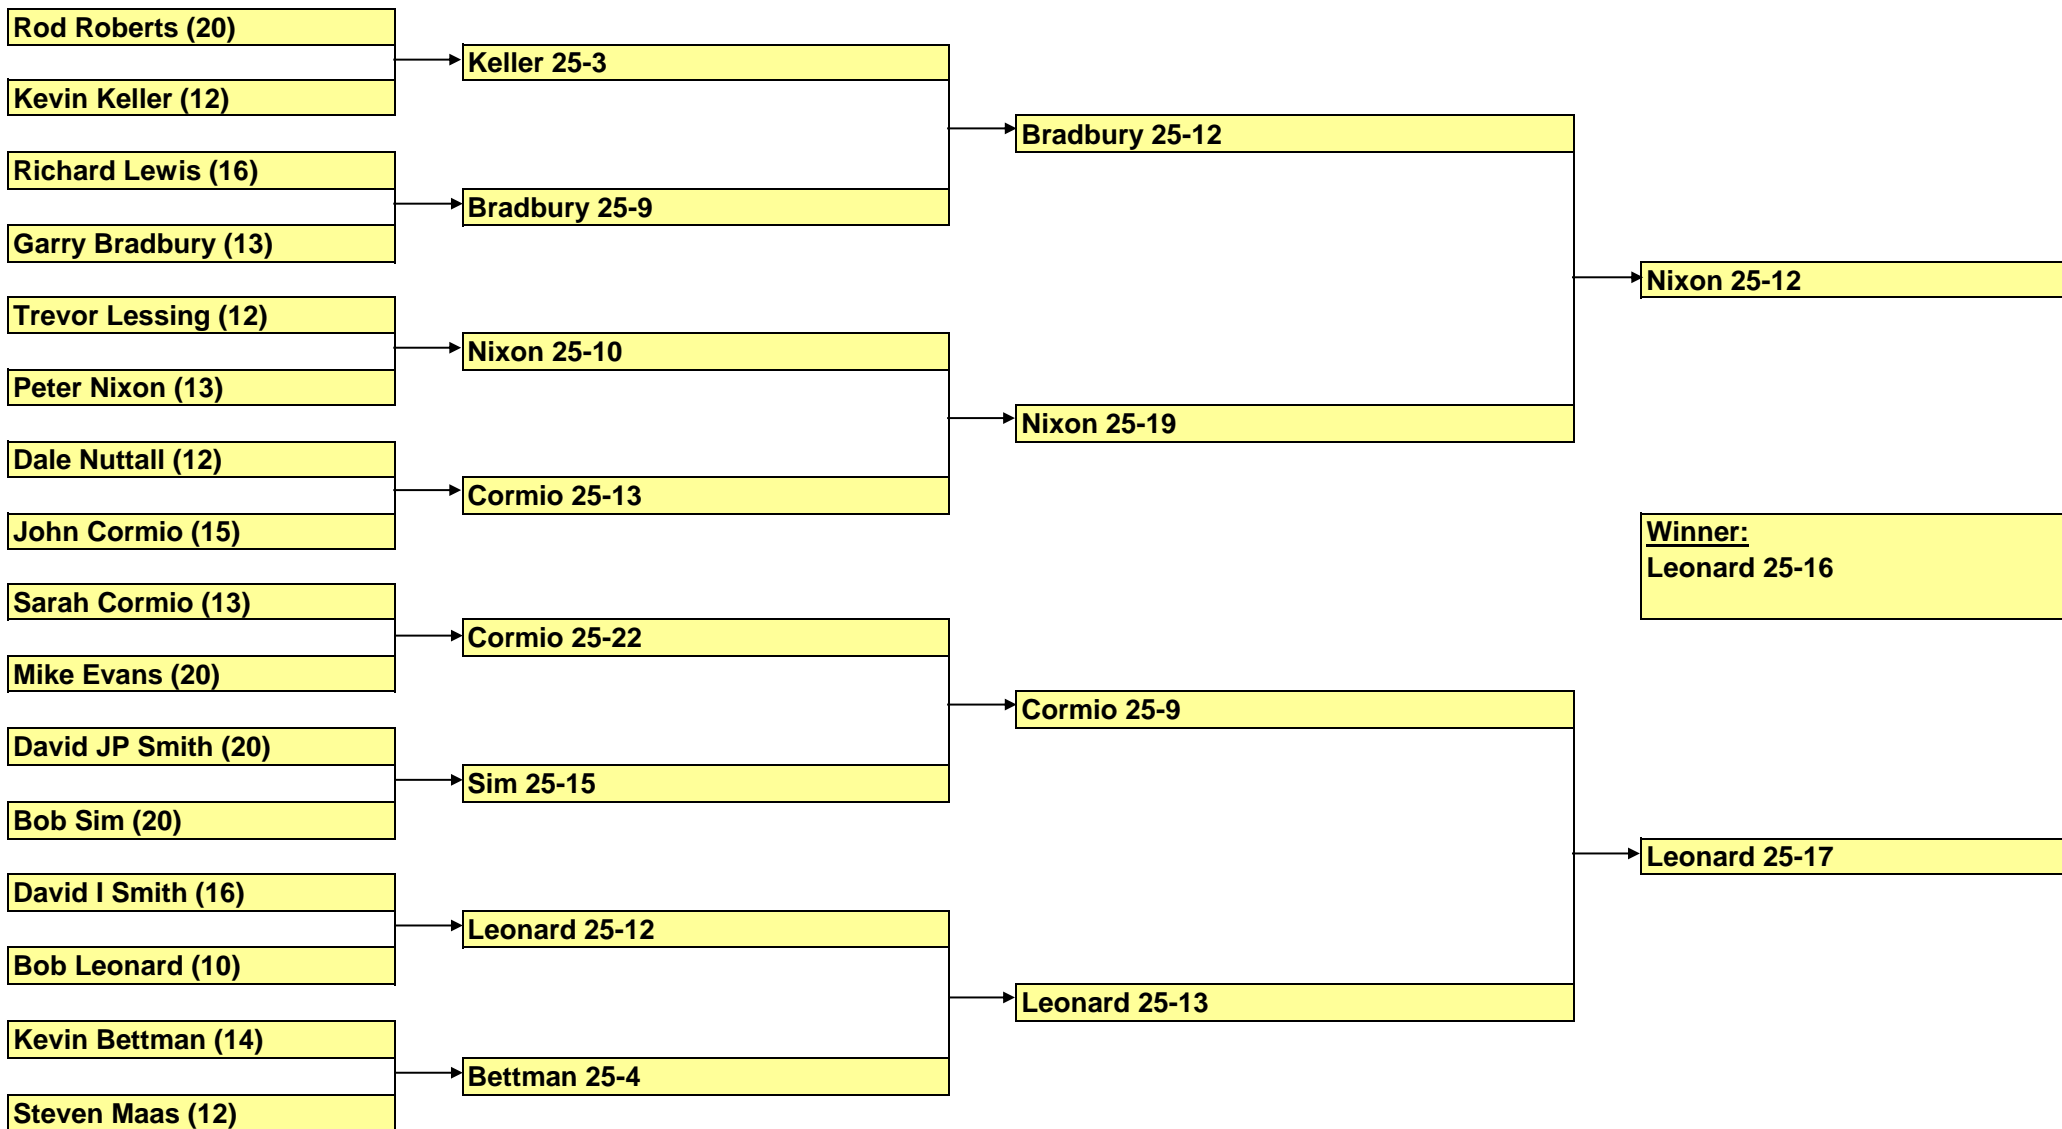 Rod Roberts (20)
Keller 25-3
Kevin Keller (12)
Bradbury 25-12
Richard Lewis (16)
Bradbury 25-9
Garry Bradbury (13)
Nixon 25-12
Trevor Lessing (12)
Nixon 25-10
Peter Nixon (13)
Nixon 25-19
Dale Nuttall (12)
Cormio 25-13
John Cormio (15)
Winner:
Leonard 25-16
Sarah Cormio (13)
Cormio 25-22
Mike Evans (20)
Cormio 25-9
David JP Smith (20)
Sim 25-15
Bob Sim (20)
Leonard 25-17
David I Smith (16)
Leonard 25-12
Bob Leonard (10)
Leonard 25-13
Kevin Bettman (14)
Bettman 25-4
Steven Maas (12)